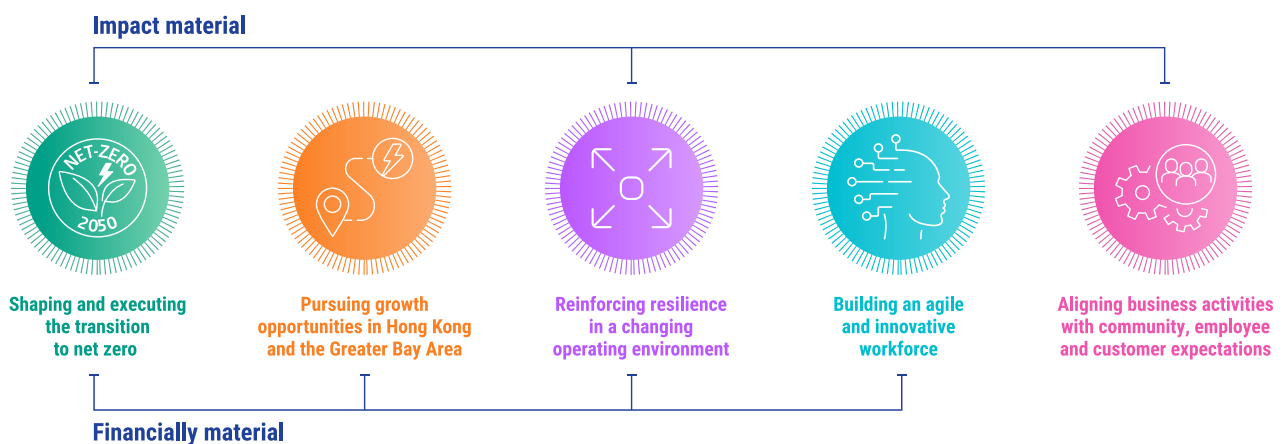 Impact material
NET-ZERO
2050
Shaping and executing
the transition
to net zero
Pursuing growth
opportunities in Hong Kong
and the Greater Bay Area
Reinforcing resilience
in a changing
operating environment
Building an agile
and innovative
workforce
Aligning business activities
with community, employee
and customer expectations
Financially material